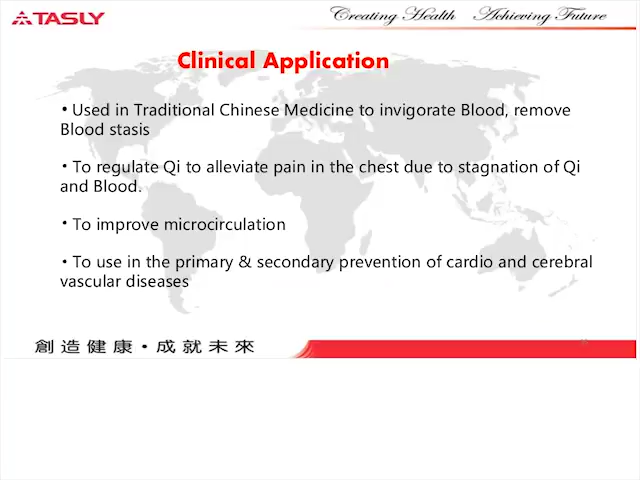 TASLY
Creating Health Achieving Future
Clinical Application
• Used in Traditional Chinese Medicine to invigorate Blood, remove
Blood stasis
• To regulate Qi to alleviate pain in the chest due to stagnation of Qi
and Blood.
• To improve microcirculation
• To use in the primary & secondary prevention of cardio and cerebral
vascular diseases
創造健康·成就未來